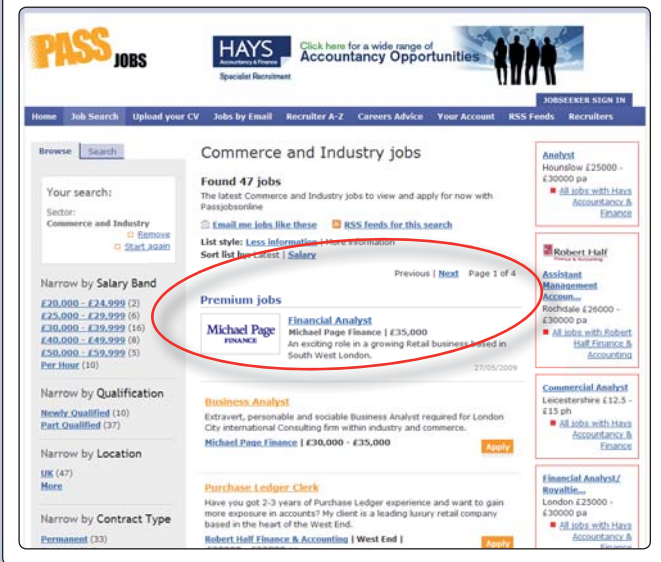 PASS JOBS
HAYS
Accountancy & Finance
Specialist Recruitment
Click here for a wide range of
Accountancy Opportunities
JOBSEEKER SIGN IN
Home Job Search Upload your CV Jobs by Email Recruiter A-Z Careers Advice Your Account RSS Feeds Recruiters
Browse Search
Your search:
Sector:
Commerce and Industry
Remove
Start again
Narrow by Salary Band
£20,000 - £24,999 (2)
£25,000 - £29,999 (6)
£30,000 - £39,999 (16)
£40,000 - £49,999 (8)
£50,000 - £59,999 (5)
Per Hour (10)
Narrow by Qualification
Newly Qualified (10)
Part Qualified (37)
Narrow by Location
UK (47)
More
Narrow by Contract Type
Permanent (33)
Commerce and Industry jobs
Found 47 jobs
The latest Commerce and Industry jobs to view and apply for now with
Passjobsonline
Email me jobs like these RSS feeds for this search
List style: Less information | More information
Sort list by: Latest | Salary
Previous | Next Page 1 of 4
Premium jobs
Michael Page
FINANCE
Financial Analyst
Michael Page Finance | £35,000
An exciting role in a growing Retail business based in
South West London.
27/05/2009
Business Analyst
Extravert, personable and sociable Business Analyst required for London
City international Consulting firm within industry and commerce.
Michael Page Finance | £30,000 - £35,000
Apply
Purchase Ledger Clerk
Have you got 2-3 years of Purchase Ledger experience and want to gain
more exposure in accounts? My client is a leading luxury retail company
based in the heart of the West End.
Robert Half Finance & Accounting | West End |
Apply
Analyst
Hounslow £25000 -
£30000 pa
All jobs with Hays
Accountancy &
Finance
Robert Half
Finance & Accounting
Assistant
Management
Accoun...
Rochdale £26000 -
£30000 pa
All jobs with Robert
Half Finance &
Accounting
Commercial Analyst
Leicestershire £12.5 -
£15 ph
All jobs with Hays
Accountancy &
Finance
Financial Analyst/
Royaltie...
London £25000 -
£30000 pa
All jobs with Hays
Accountancy &
Finance